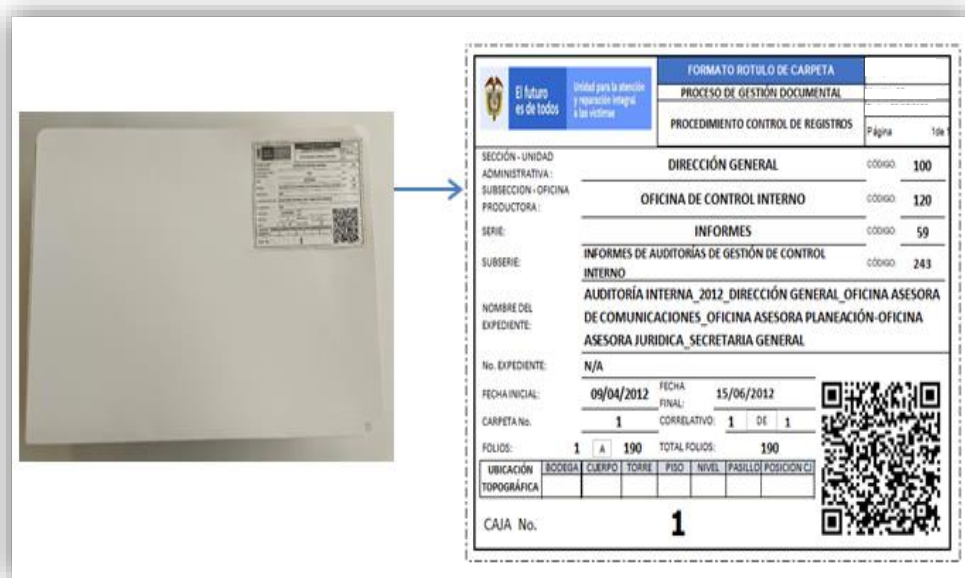 El futuro
es de todos
Unidad para la atención
y reparación integral
a las víctimas
FORMATO ROTULO DE CARPETA
PROCESO DE GESTIÓN DOCUMENTAL
PROCEDIMIENTO CONTROL DE REGISTROS
Página 1de 1
SECCIÓN - UNIDAD
ADMINISTRATIVA :
DIRECCIÓN GENERAL
CÓDIGO: 100
SUBSECCION - OFICINA
PRODUCTORA :
OFICINA DE CONTROL INTERNO
CÓDIGO: 120
SERIE:
INFORMES
CÓDIGO: 59
SUBSERIE:
INFORMES DE AUDITORÍAS DE GESTIÓN DE CONTROL
INTERNO
CÓDIGO: 243
NOMBRE DEL
EXPEDIENTE:
AUDITORÍA INTERNA_2012_DIRECCIÓN GENERAL_OFICINA ASESORA
DE COMUNICACIONES_OFICINA ASESORA PLANEACIÓN-OFICINA
ASESORA JURIDICA_SECRETARIA GENERAL
No. EXPEDIENTE: N/A
FECHA INICIAL: 09/04/2012
FECHA
FINAL:
15/06/2012
CARPETA No. 1 CORRELATIVO: 1 DE 1
FOLIOS: 1 A 190 TOTAL FOLIOS: 190
UBICACIÓN
TOPOGRÁFICA
BODEGA CUERPO TORRE PISO NIVEL PASILLO POSICION CJ
CAJA No. 1